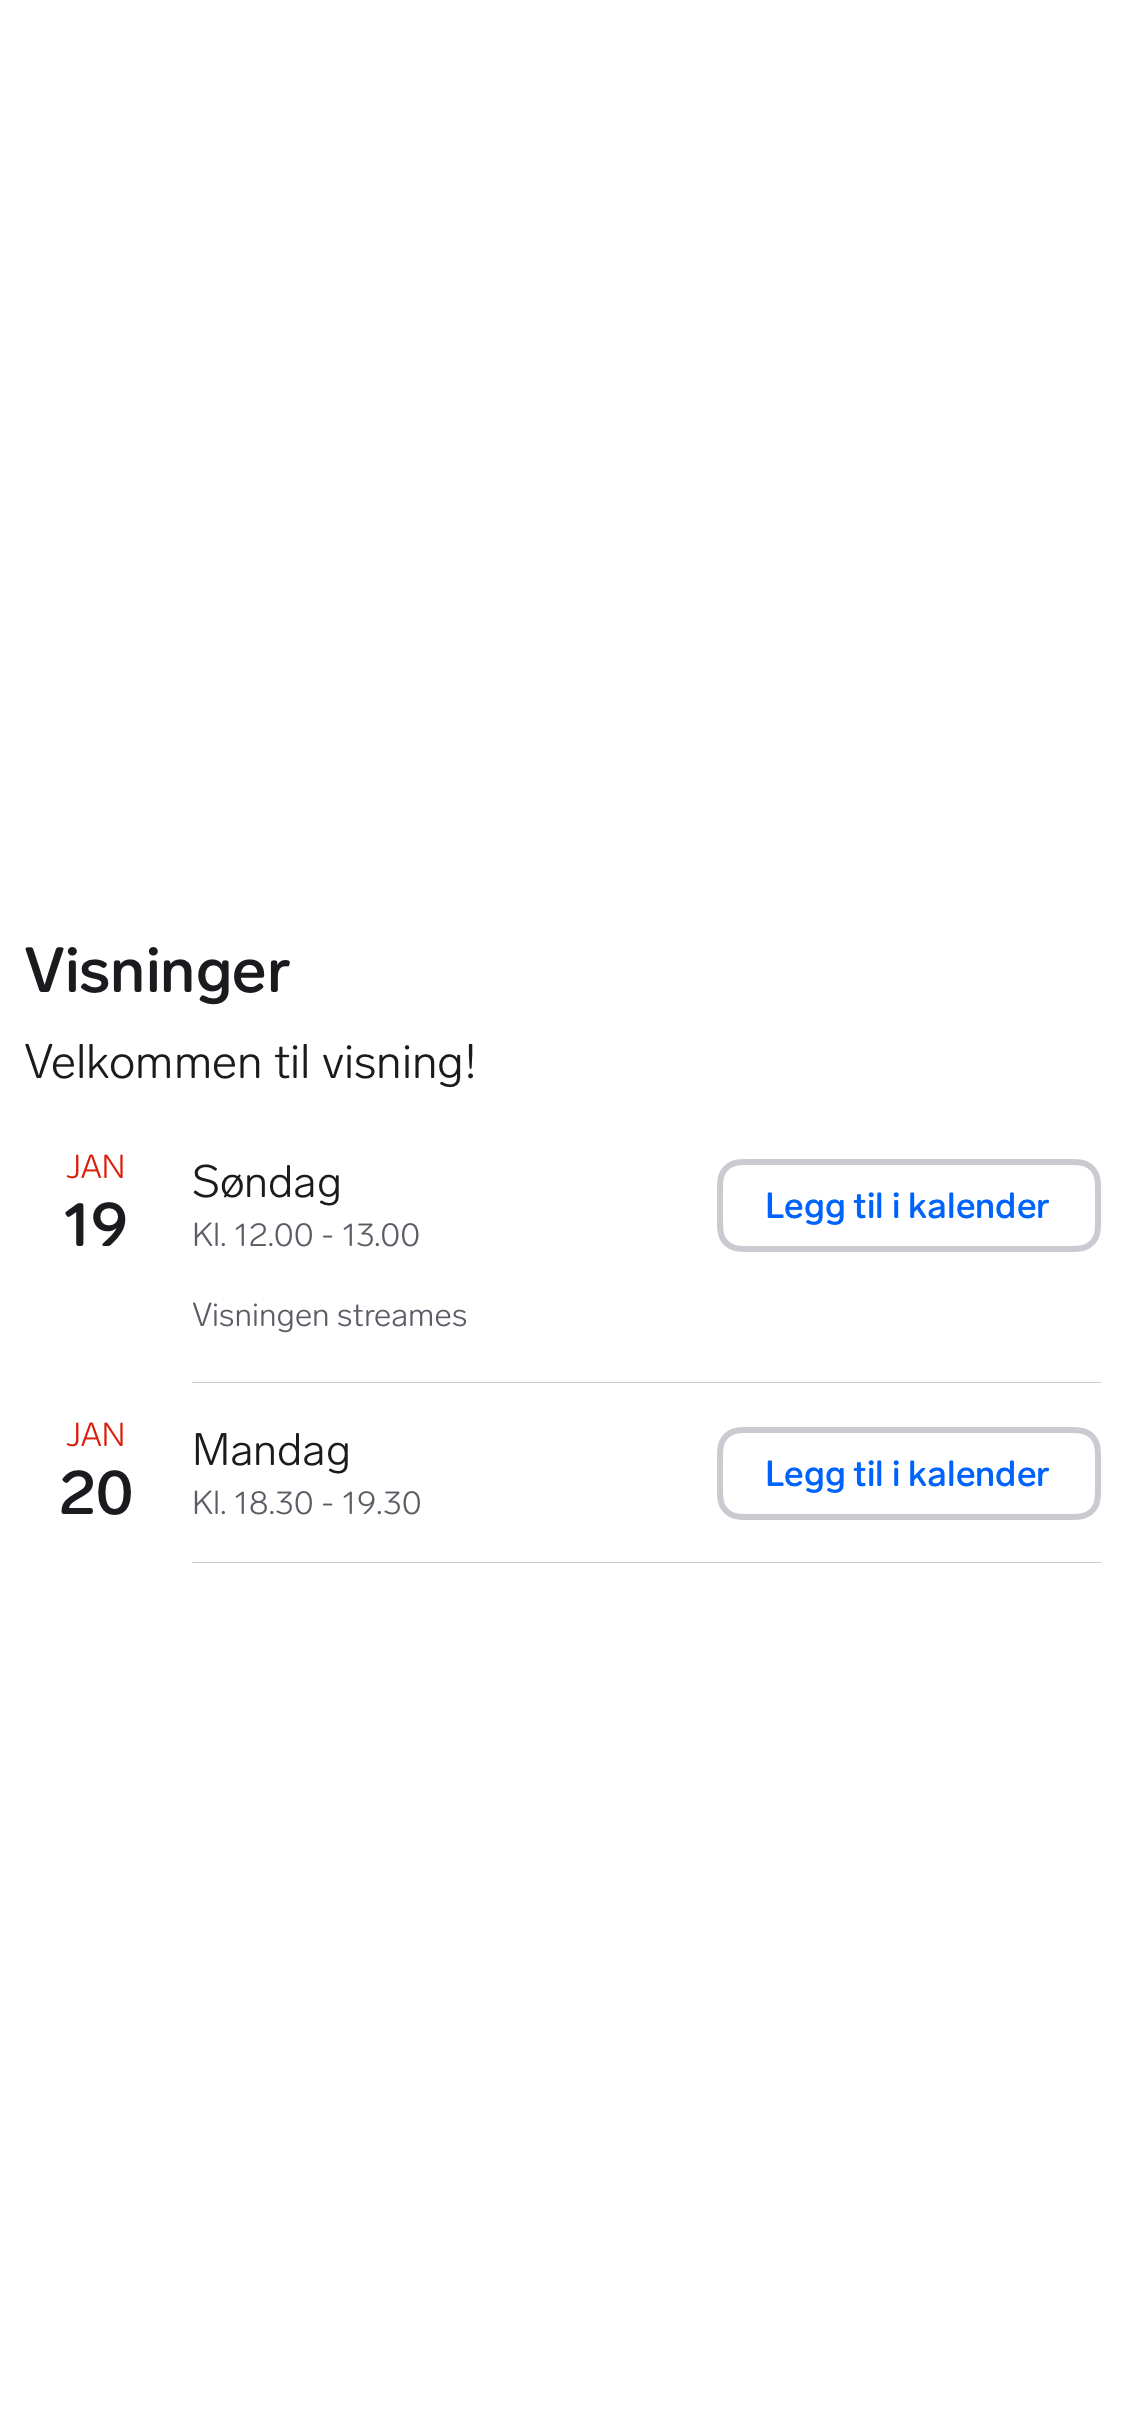 Visninger
Velkommen til visning!
JAN
19
Søndag
Kl. 12.00 - 13.00
Legg til i kalender
Visningen streames
JAN
20
Mandag
Kl. 18.30 - 19.30
Legg til i kalender